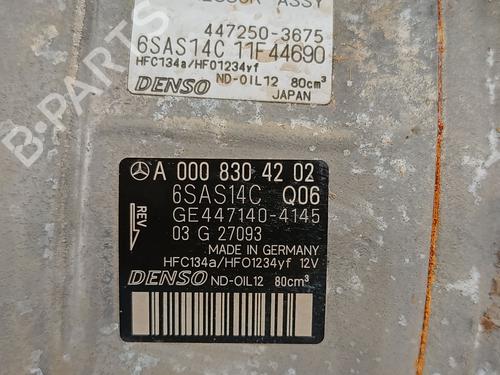 ASSY
447250-3675
6SAS14C 11F44690
HFC134a/HFO1234yf
ND-OIL12 80cm³
DENSO
JAPAN
B-PARTS
A 000 830 42 02
6SAS14C Q06
REV.
GE447140-4145
03 G 27093
MADE IN GERMANY
HFC134a/HFO1234yf 12V
DENSO ND-OIL12 80cm³